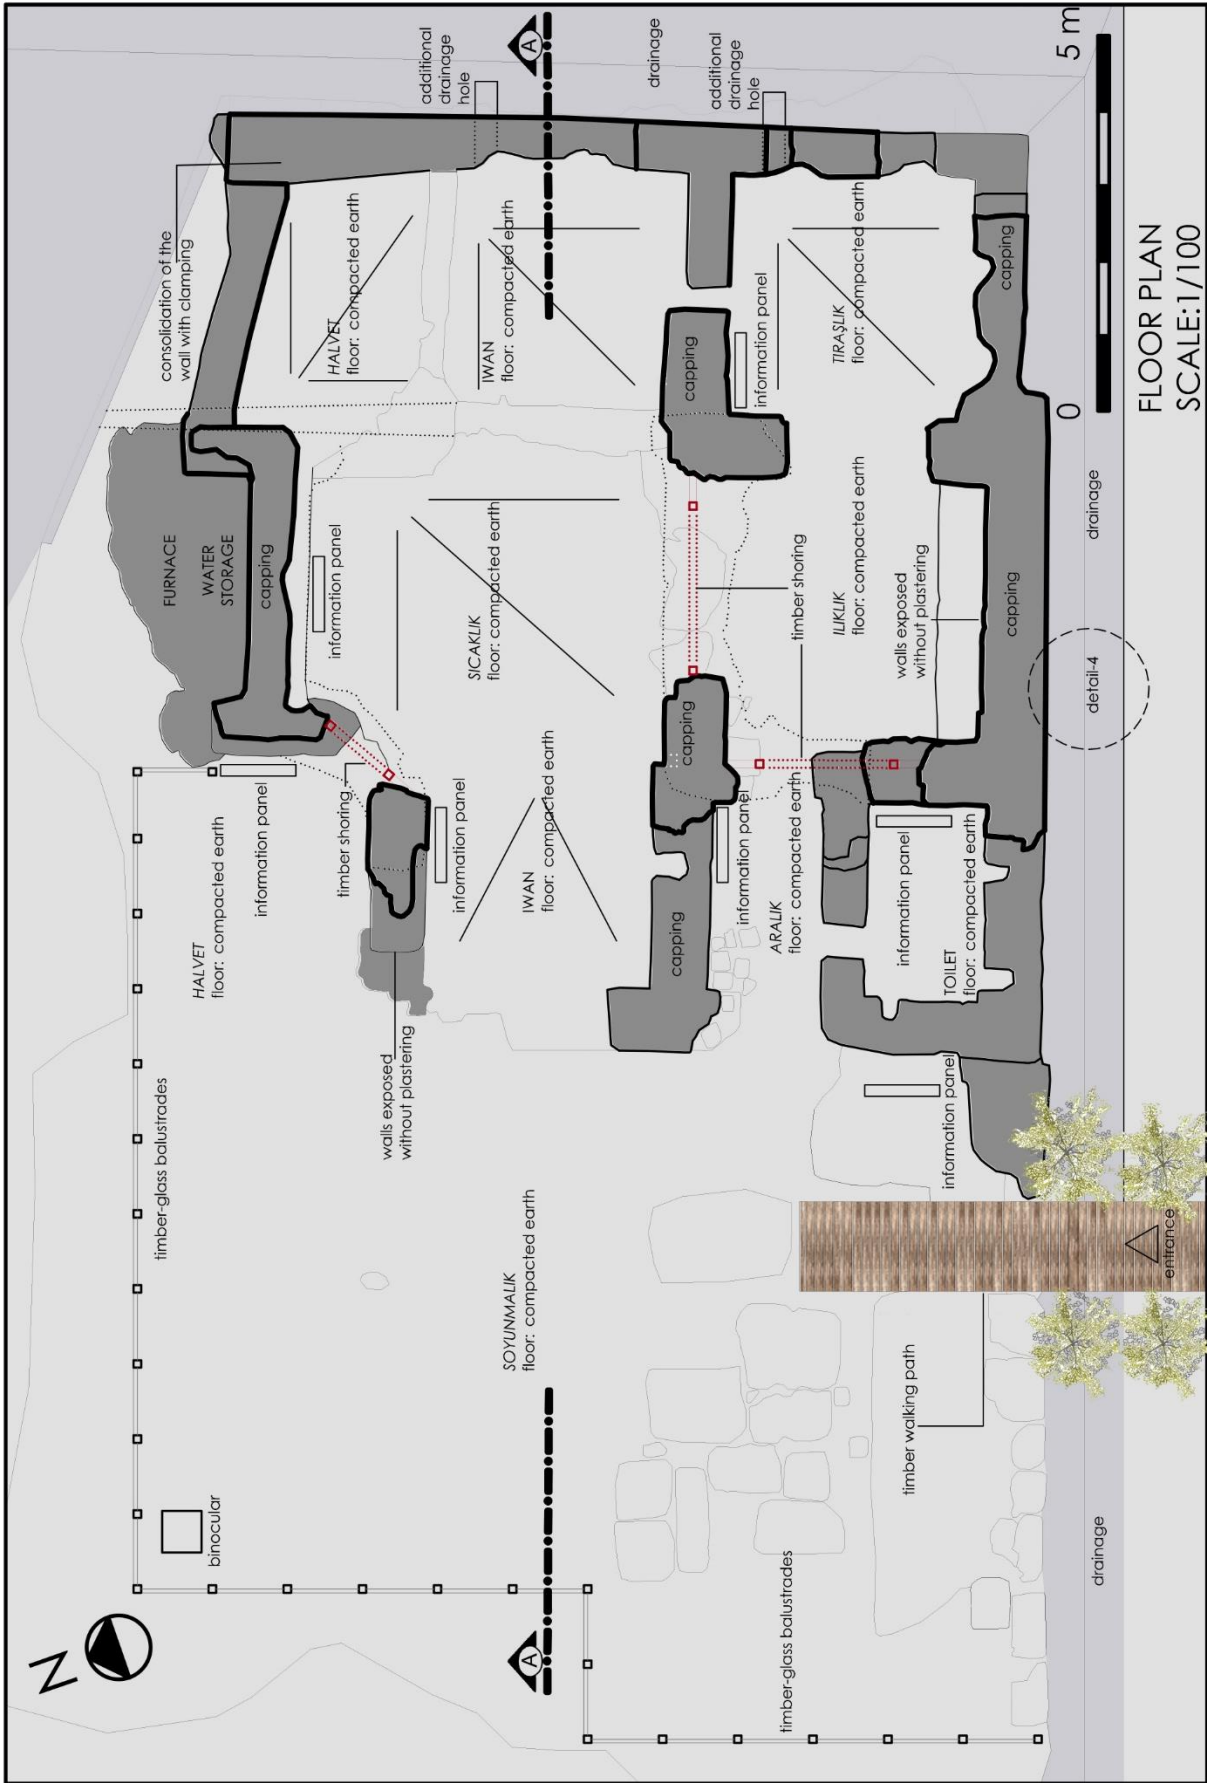 N
timber-glass balustrades
consolidation of the
wall with clamping
FURNACE
WATER
STORAGE
HALVET
floor: compacted earth
binocular
information panel
capping
information panel
HALVET
floor: compacted earth
timber shoring
walls exposed
without plastering
additional
drainage
hole
information panel
SICAKLIK
floor: compacted earth
IWAN
floor: compacted earth
SOYUNMALIK
floor: compacted earth
A
A
IWAN
floor: compacted earth
drainage
capping
capping
capping
additional
drainage
hole
information panel
information panel
ARALIK
floor: compacted earth
timber-glass balustrades
timber shoring
ILIKLIK
floor: compacted earth
TIRAŞLIK
floor: compacted earth
walls exposed
without plastering
information panel
timber walking path
TOILET
floor: compacted earth
information panel
capping
capping
0
5 m
drainage
detail-4
drainage
entrance
FLOOR PLAN
SCALE:1/100